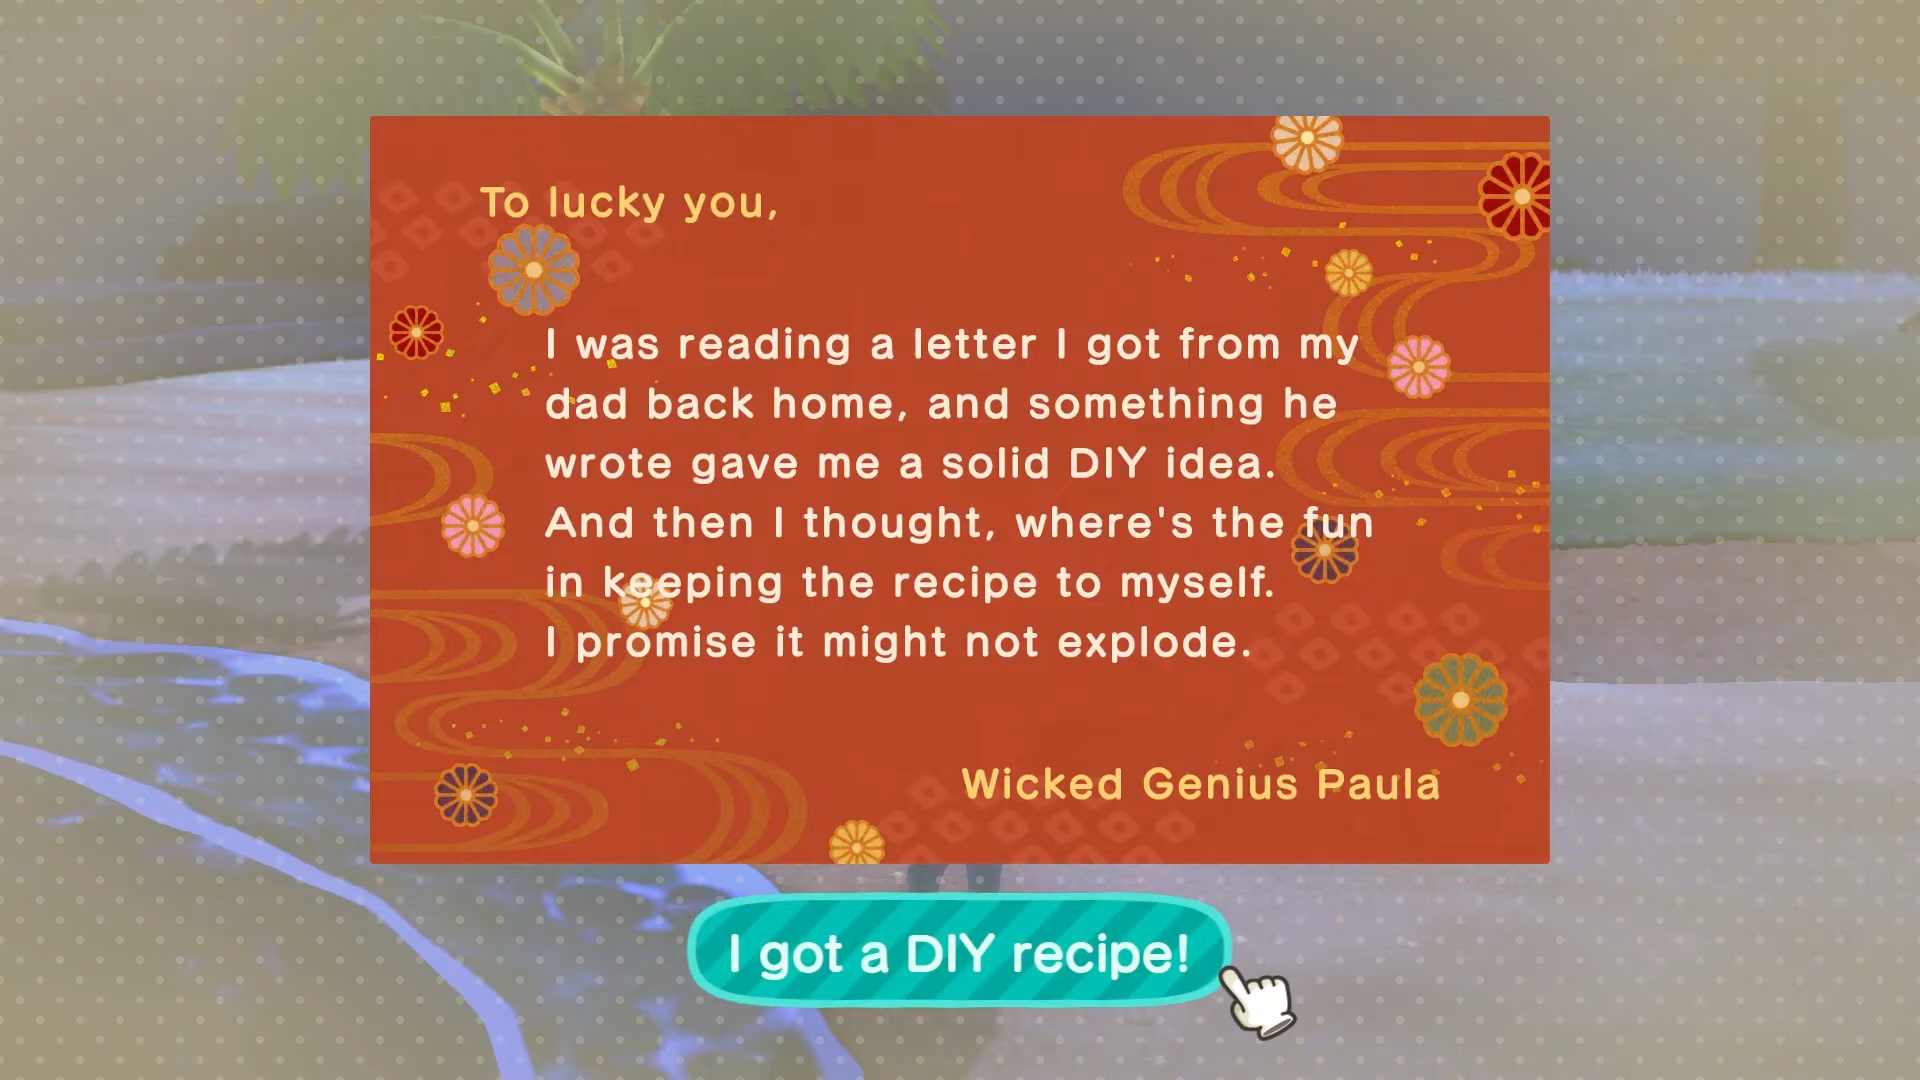 To lucky you,
I was reading a letter I got from my
dad back home, and something he
wrote gave me a solid DIY idea.
And then I thought, where's the fun
in keeping the recipe to myself.
I promise it might not explode.
Wicked Genius Paula
I got a DIY recipe!